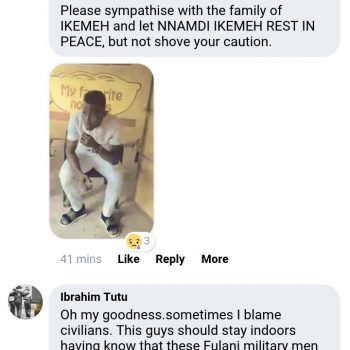 Please sympathise with the family of
IKEMEH and let NNAMDI IKEMEH REST IN
PEACE, but not shove your caution.
My favorite
3
41 mins Like Reply More
Ibrahim Tutu
Oh my goodness.sometimes I blame
civilians. This guys should stay indoors
having know that these Fulani military men